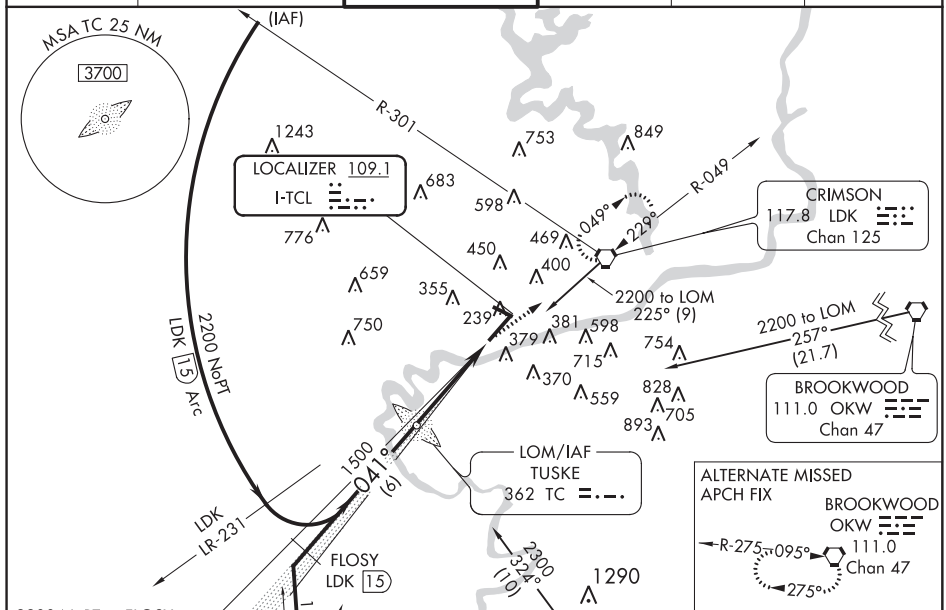 MSA TC 25 NM
3700
(IAF)
R-301
1243
753
849
R-049
LOCALIZER 109.1
I-TCL
683
598
049°
229°
CRIMSON
117.8 LDK
Chan 125
776
450
469
400
659
355
239
2200 to LOM
225° (9)
750
379
381
598
715
754
2200 to LOM
257°
(21.7)
370
559
828
705
893
BROOKWOOD
111.0 OKW
Chan 47
2200 NoPT
LDK 15 Arc
1500
041°
(6)
LOM/IAF
TUSKE
362 TC
LDK
LR-231
FLOSY
LDK 15
2300
324°
(10)
1290
ALTERNATE MISSED
APCH FIX
BROOKWOOD
OKW
111.0
Chan 47
R-275
095°
275°